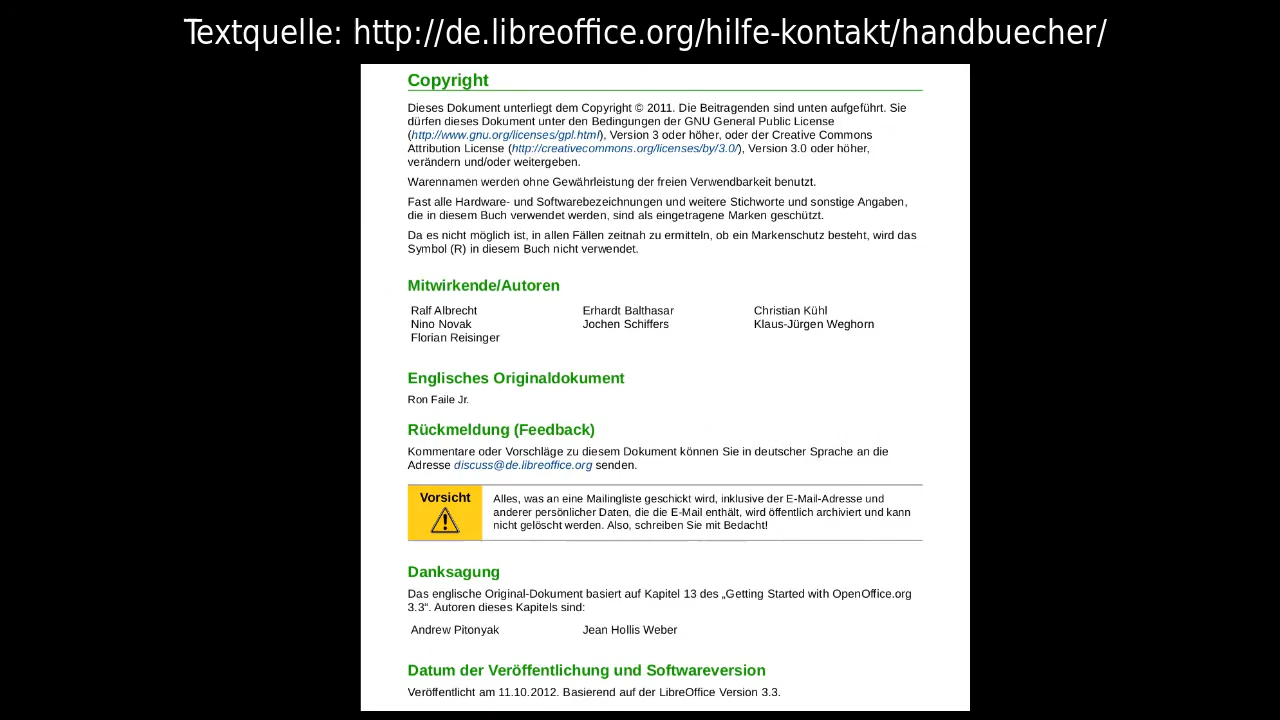 Textquelle: http://de.libreoffice.org/hilfe-kontakt/handbuecher/
Copyright
Dieses Dokument unterliegt dem Copyright © 2011. Die Beitragenden sind unten aufgeführt. Sie
dürfen dieses Dokument unter den Bedingungen der GNU General Public License
(http://www.gnu.org/licenses/gpl.html), Version 3 oder höher, oder der Creative Commons
Attribution License (http://creativecommons.org/licenses/by/3.0/), Version 3.0 oder höher,
verändern und/oder weitergeben.
Warennamen werden ohne Gewährleistung der freien Verwendbarkeit benutzt.
Fast alle Hardware- und Softwarebezeichnungen und weitere Stichworte und sonstige Angaben,
die in diesem Buch verwendet werden, sind als eingetragene Marken geschützt.
Da es nicht möglich ist, in allen Fällen zeitnah zu ermitteln, ob ein Markenschutz besteht, wird das
Symbol (R) in diesem Buch nicht verwendet.
Mitwirkende/Autoren
Ralf Albrecht Erhardt Balthasar Christian Kühl
Nino Novak Jochen Schiffers Klaus-Jürgen Weghorn
Florian Reisinger
Englisches Originaldokument
Ron Faile Jr.
Rückmeldung (Feedback)
Kommentare oder Vorschläge zu diesem Dokument können Sie in deutscher Sprache an die
Adresse discuss@de.libreoffice.org senden.
Vorsicht
Alles, was an eine Mailingliste geschickt wird, inklusive der E-Mail-Adresse und
anderer persönlicher Daten, die die E-Mail enthält, wird öffentlich archiviert und kann
nicht gelöscht werden. Also, schreiben Sie mit Bedacht!
Danksagung
Das englische Original-Dokument basiert auf Kapitel 13 des „Getting Started with OpenOffice.org
3.3“. Autoren dieses Kapitels sind:
Andrew Pitonyak Jean Hollis Weber
Datum der Veröffentlichung und Softwareversion
Veröffentlicht am 11.10.2012. Basierend auf der LibreOffice Version 3.3.